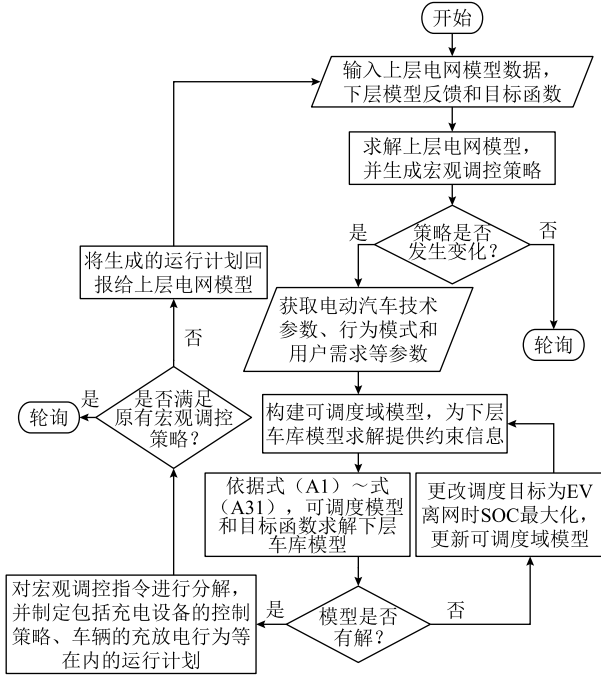 开始
输入上层电网模型数据，
下层模型反馈和目标函数
求解上层电网模型，
并生成宏观调控策略
策略是否
发生变化？
是
否
轮询
获取电动汽车技术
参数、行为模式和
用户需求等参数
构建可调度域模型，为下层
车库模型求解提供约束信息
依据式（A1）～式
（A31），可调度模型
和目标函数求解下层
车库模型
模型是否
有解？
否
更改调度目标为EV
离网时SOC最大化，
更新可调度域模型
是
对宏观调控指令进行分解，
并制定包括充电设备的控制
策略、车辆的充放电行为等
在内的运行计划
是否满足
原有宏观调控
策略？
是
轮询
否
将生成的运行计划回
报给上层电网模型